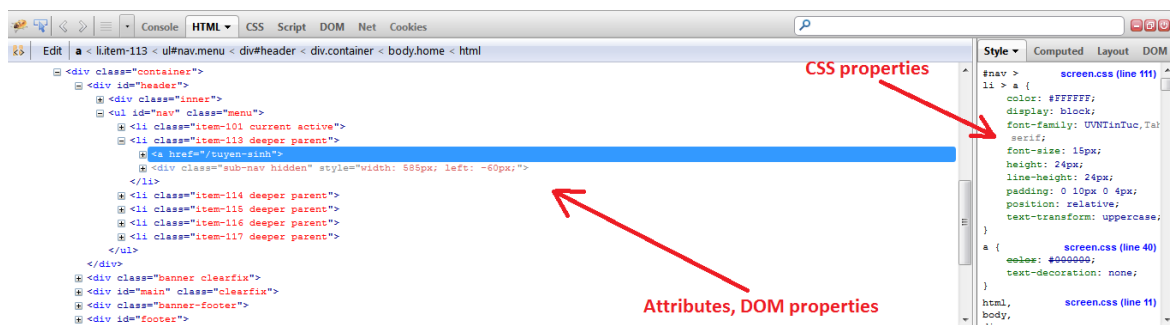 Console HTML CSS Script DOM Net Cookies
Edit a < li.item-113 < ul#nav.menu < div#header < div.container < body.home < html
<div class="container">
<div id="header">
<div class="inner">
<ul id="nav" class="menu">
<li class="item-101 current active">
<li class="item-113 deeper parent">
<a href="/tuyen-sinh">
<div class="sub-nav hidden" style="width: 585px; left: -60px;">
</li>
<li class="item-114 deeper parent">
<li class="item-115 deeper parent">
<li class="item-116 deeper parent">
<li class="item-117 deeper parent">
</ul>
</div>
<div class="banner clearfix">
<div id="main" class="clearfix">
<div class="banner-footer">
<div id="footer">
CSS properties
Attributes, DOM properties
Style Computed Layout DOM
#nav > screen.css (line 111)
li > a {
color: #FFFFFF;
display: block;
font-family: UVNTinTuc,Tah
serif;
font-size: 15px;
height: 24px;
line-height: 24px;
padding: 0 10px 0 4px;
position: relative;
text-transform: uppercase;
}
a { screen.css (line 40)
color: #000000;
text-decoration: none;
}
html, screen.css (line 11)
body,